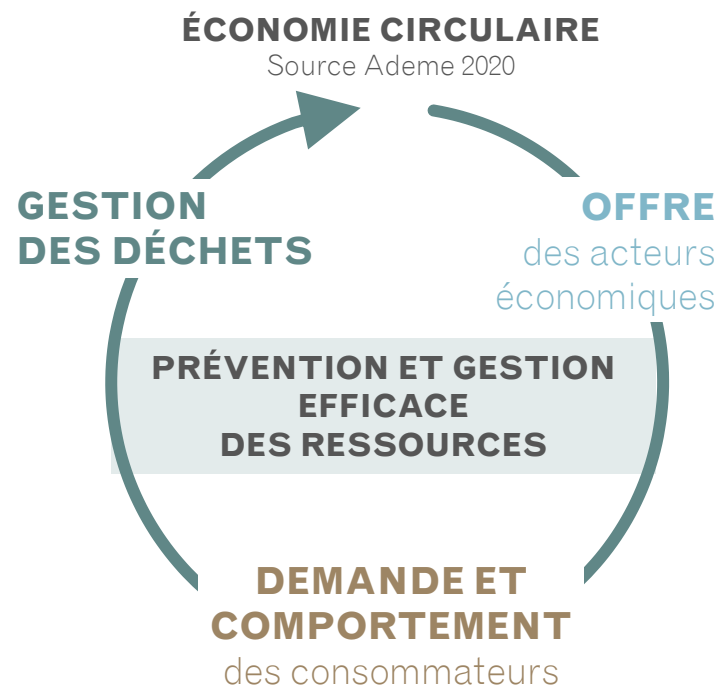 ÉCONOMIE CIRCULAIRE
Source Ademe 2020
GESTION
DES DÉCHETS
OFFRE
des acteurs
économiques
PRÉVENTION ET GESTION
EFFICACE
DES RESSOURCES
DEMANDE ET
COMPORTEMENT
des consommateurs